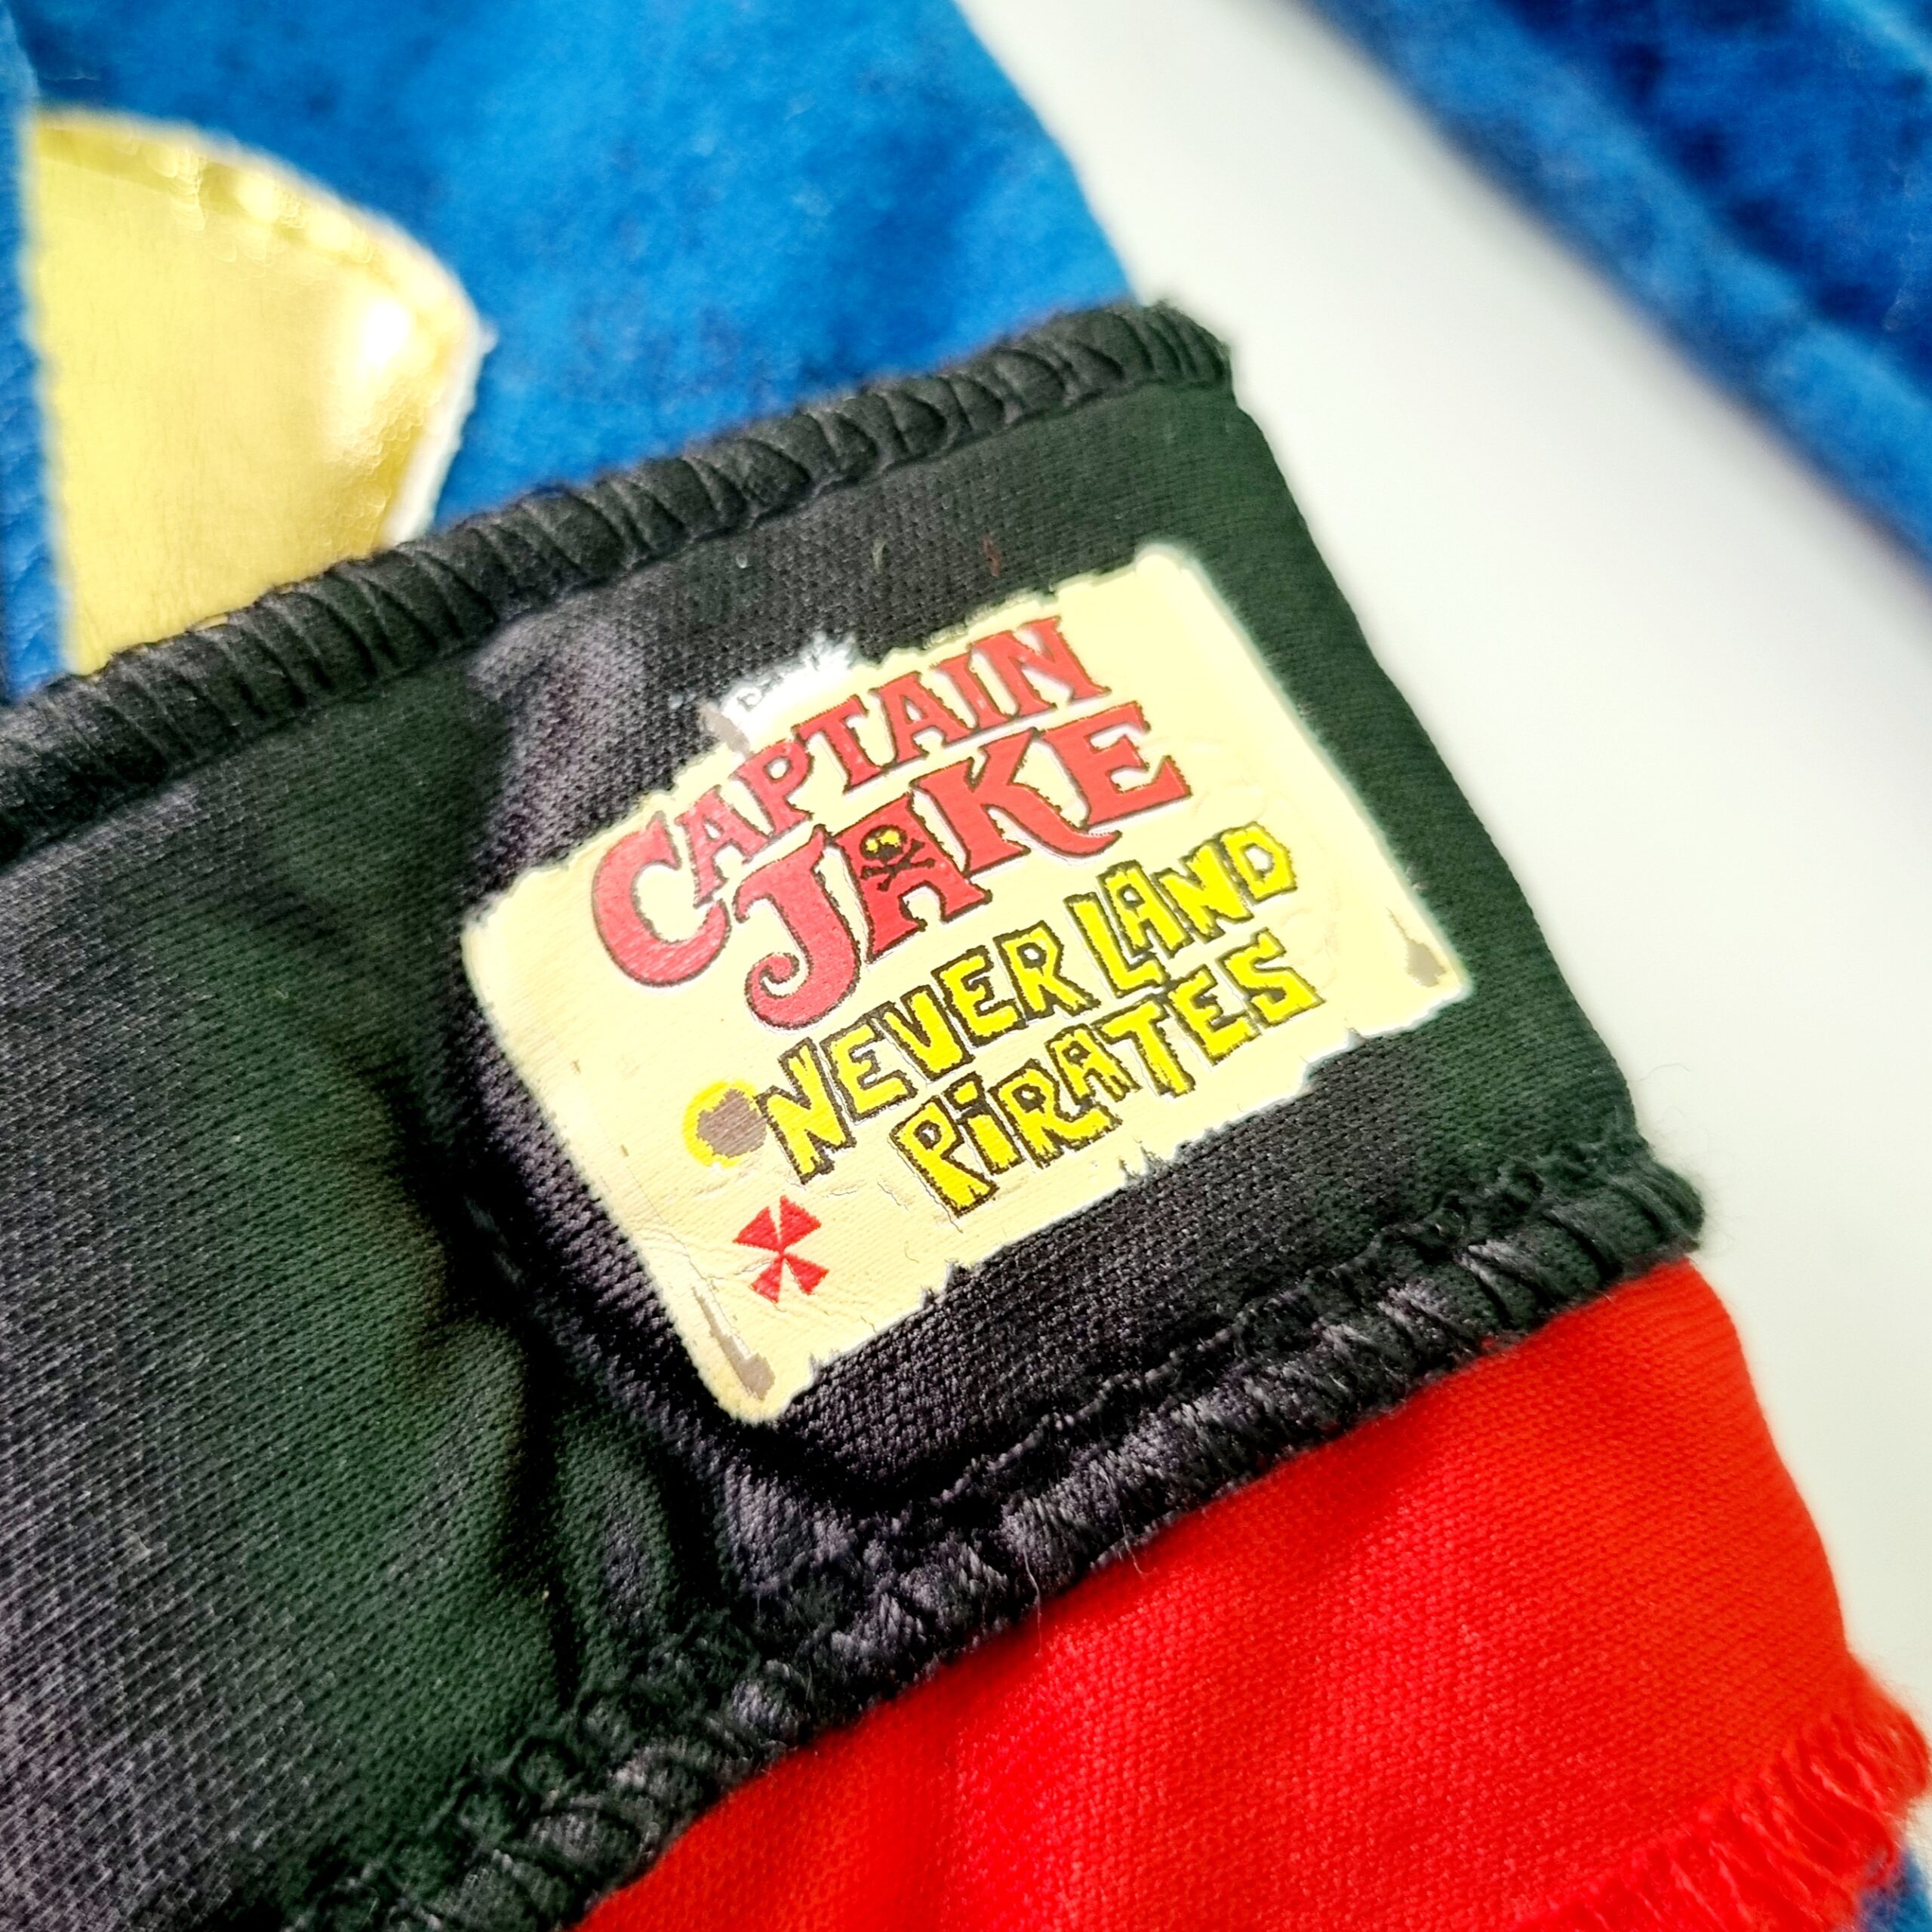 CAPTAIN
JAKE
NEVER LAND
PIRATES